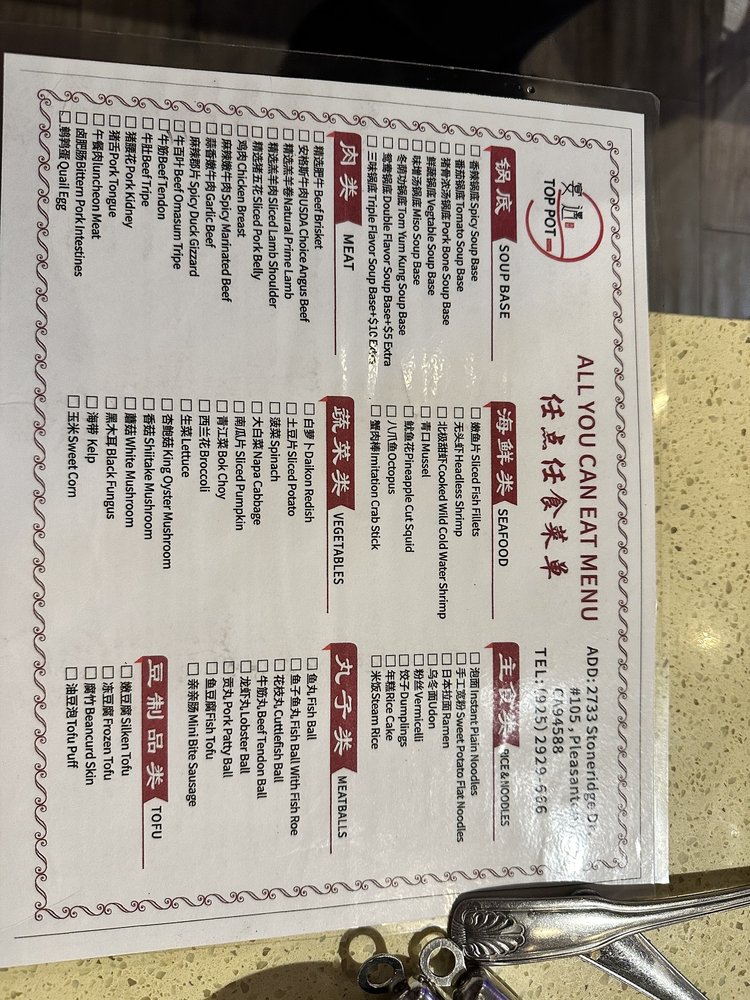 宴遇
TOP POT
ALL YOU CAN EAT MENU
任点任食菜单
ADD: 2733 Stoneridge Dr.
#105, Pleasanton
CA94588
TEL: (925) 2929-666
锅底 SOUP BASE
☐ 香辣锅底 Spicy Soup Base
☐ 番茄锅底 Tomato Soup Base
☐ 猪骨浓汤锅底 Pork Bone Soup Base
☐ 鲜蔬锅底 Vegtable Soup Base
☐ 味增汤锅底 Miso Soup Base
☐ 冬阴功锅底 Tom Yum Kung Soup Base
☐ 鸳鸯锅底 Double Flavor Soup Base+$5 Extra
☐ 三味锅底 Triple Flavor Soup Base+$10 Extra
肉类 MEAT
☐ 精选肥牛 Beef Brisket
☐ 安格斯牛肉 USDA Choice Angus Beef
☐ 精选羔羊卷 Natural Prime Lamb
☐ 精选羔羊肉 Sliced Lamb Shoulder
☐ 精选猪五花 Sliced Pork Belly
☐ 鸡肉 Chicken Breast
☐ 麻辣嫩牛肉 Spicy Marinated Beef
☐ 蒜香嫩牛肉 Garlic Beef
☐ 麻辣郡片 Spicy Duck Gizzard
☐ 牛百叶 Beef Omasum Tripe
☐ 牛筋 Beef Tendon
☐ 牛肚 Beef Tripe
☐ 猪腰花 Pork Kidney
☐ 猪舌 Pork Tongue
☐ 午餐肉 luncheon Meat
☐ 卤肥肠 Bittern Pork Intestines
☐ 鹌鹑蛋 Quail Egg
海鲜类 SEAFOOD
☐ 嫩鱼片 Sliced Fish Fillets
☐ 无头虾 Headless Shrimp
☐ 北极甜虾 Cooked Wild Cold Water Shrimp
☐ 青口 Mussel
☐ 鱿鱼花 Pineapple Cut Squid
☐ 八爪鱼 Octopus
☐ 蟹肉棒 Imitation Crab Stick
蔬菜类 VEGETABLES
☐ 白萝卜 Daikon Redish
☐ 土豆片 Sliced Potato
☐ 菠菜 Spinach
☐ 大白菜 Napa Cabbage
☐ 南瓜片 Sliced Pumpkin
☐ 青江菜 Bok Choy
☐ 西兰花 Broccoli
☐ 生菜 Lettuce
☐ 杏鲍菇 King Oyster Mushroom
☐ 香菇 Shiitake Mushroom
☐ 蘑菇 White Mushroom
☐ 黑木耳 Black Fungus
☐ 海带 Kelp
☐ 玉米 Sweet Corn
主食类 RICE & NOODLES
☐ 泡面 Instant Plain Noodles
☐ 手工宽粉 Sweet Potato Flat Noodles
☐ 日本拉面 Ramen
☐ 乌冬面 Udon
☐ 粉丝 Vermicelli
☐ 饺子 Dumplings
☐ 年糕 Rice Cake
☐ 米饭 Steam Rice
丸子类 MEATBALLS
☐ 鱼丸 Fish Ball
☐ 鱼子鱼丸 Fish Ball With Fish Roe
☐ 花枝丸 Cuttlefish Ball
☐ 牛筋丸 Beef Tendon Ball
☐ 龙虾丸 Lobster Ball
☐ 贡丸 Pork Patty Ball
☐ 鱼豆腐 Fish Tofu
☐ 亲亲肠 Mini Bite Sausage
豆制品类 TOFU
☐ 嫩豆腐 Silken Tofu
☐ 冻豆腐 Frozen Tofu
☐ 腐竹 Beancurd Skin
☐ 油豆泡 Tofu Puff